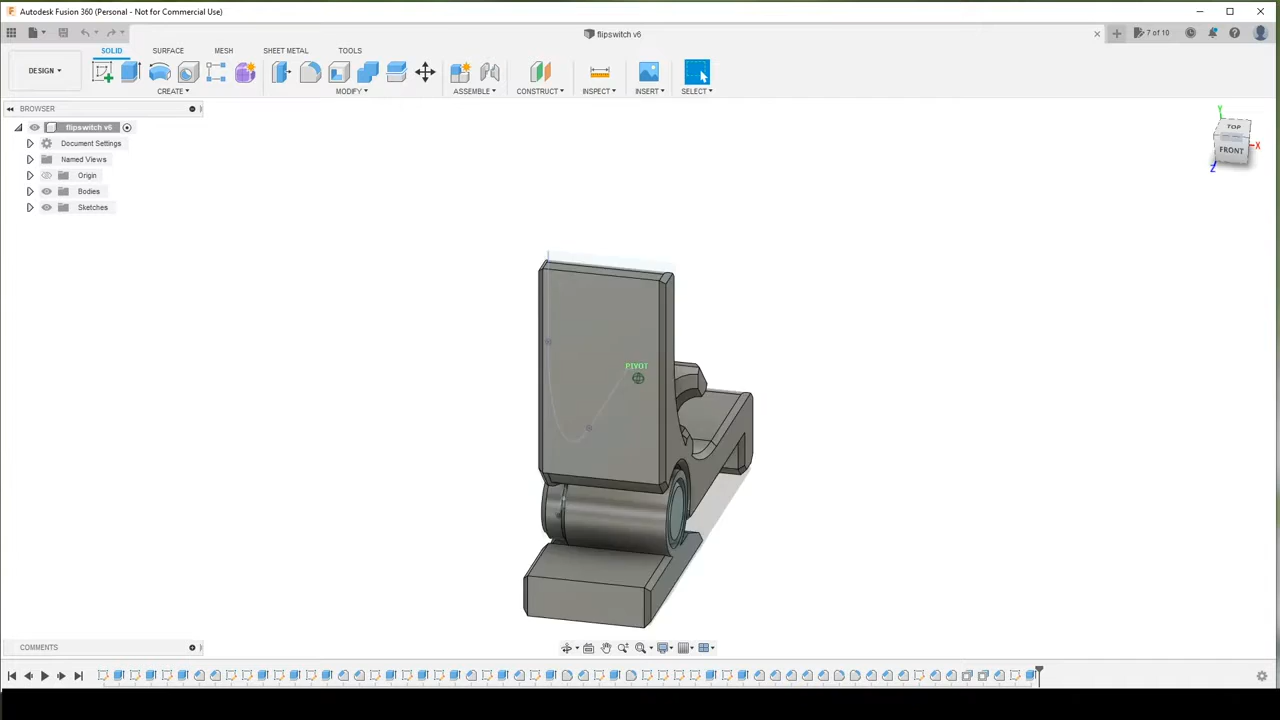 Autodesk Fusion 360 (Personal - Not for Commercial Use)
flipswitch v6
7 of 10
SOLID
SURFACE
MESH
SHEET METAL
TOOLS
DESIGN
CREATE
MODIFY
ASSEMBLE
CONSTRUCT
INSPECT
INSERT
SELECT
BROWSER
flipswitch v6
Document Settings
Named Views
Origin
Bodies
Sketches
Y
TOP
FRONT
X
Z
PIVOT
COMMENTS